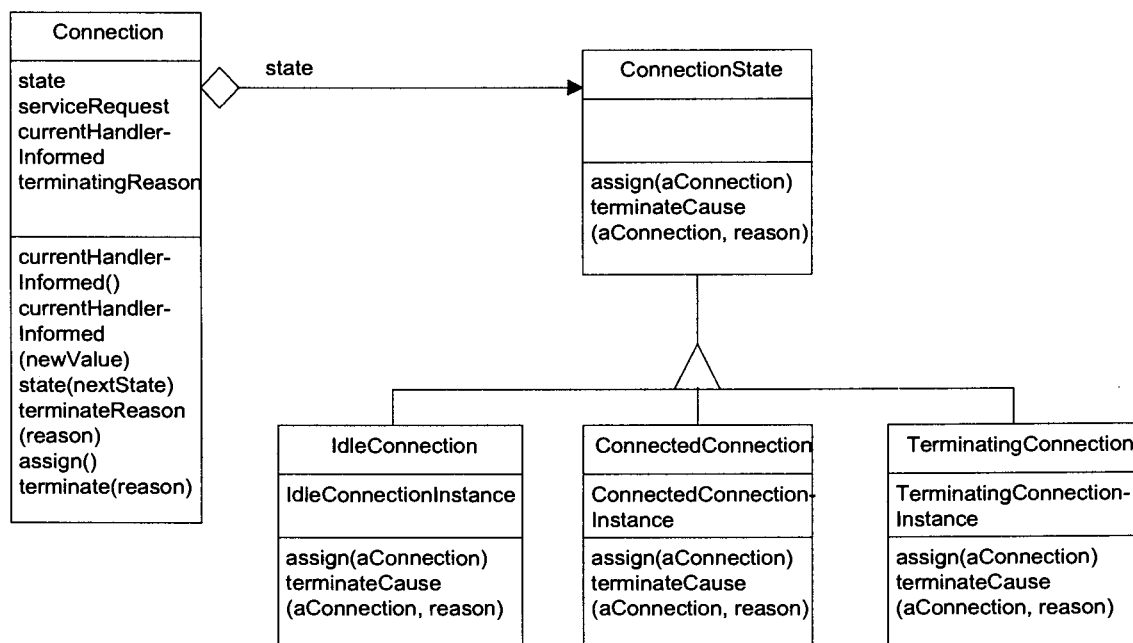 Connection
state
serviceRequest
currentHandler-
Informed
terminatingReason
currentHandler-
Informed()
currentHandler-
Informed
(newValue)
state(nextState)
terminateReason
(reason)
assign()
terminate(reason)
state
ConnectionState
assign(aConnection)
terminateCause
(aConnection, reason)
IdleConnection
IdleConnectionInstance
assign(aConnection)
terminateCause
(aConnection, reason)
ConnectedConnection
ConnectedConnection-
Instance
assign(aConnection)
terminateCause
(aConnection, reason)
TerminatingConnection
TerminatingConnection-
Instance
assign(aConnection)
terminateCause
(aConnection, reason)